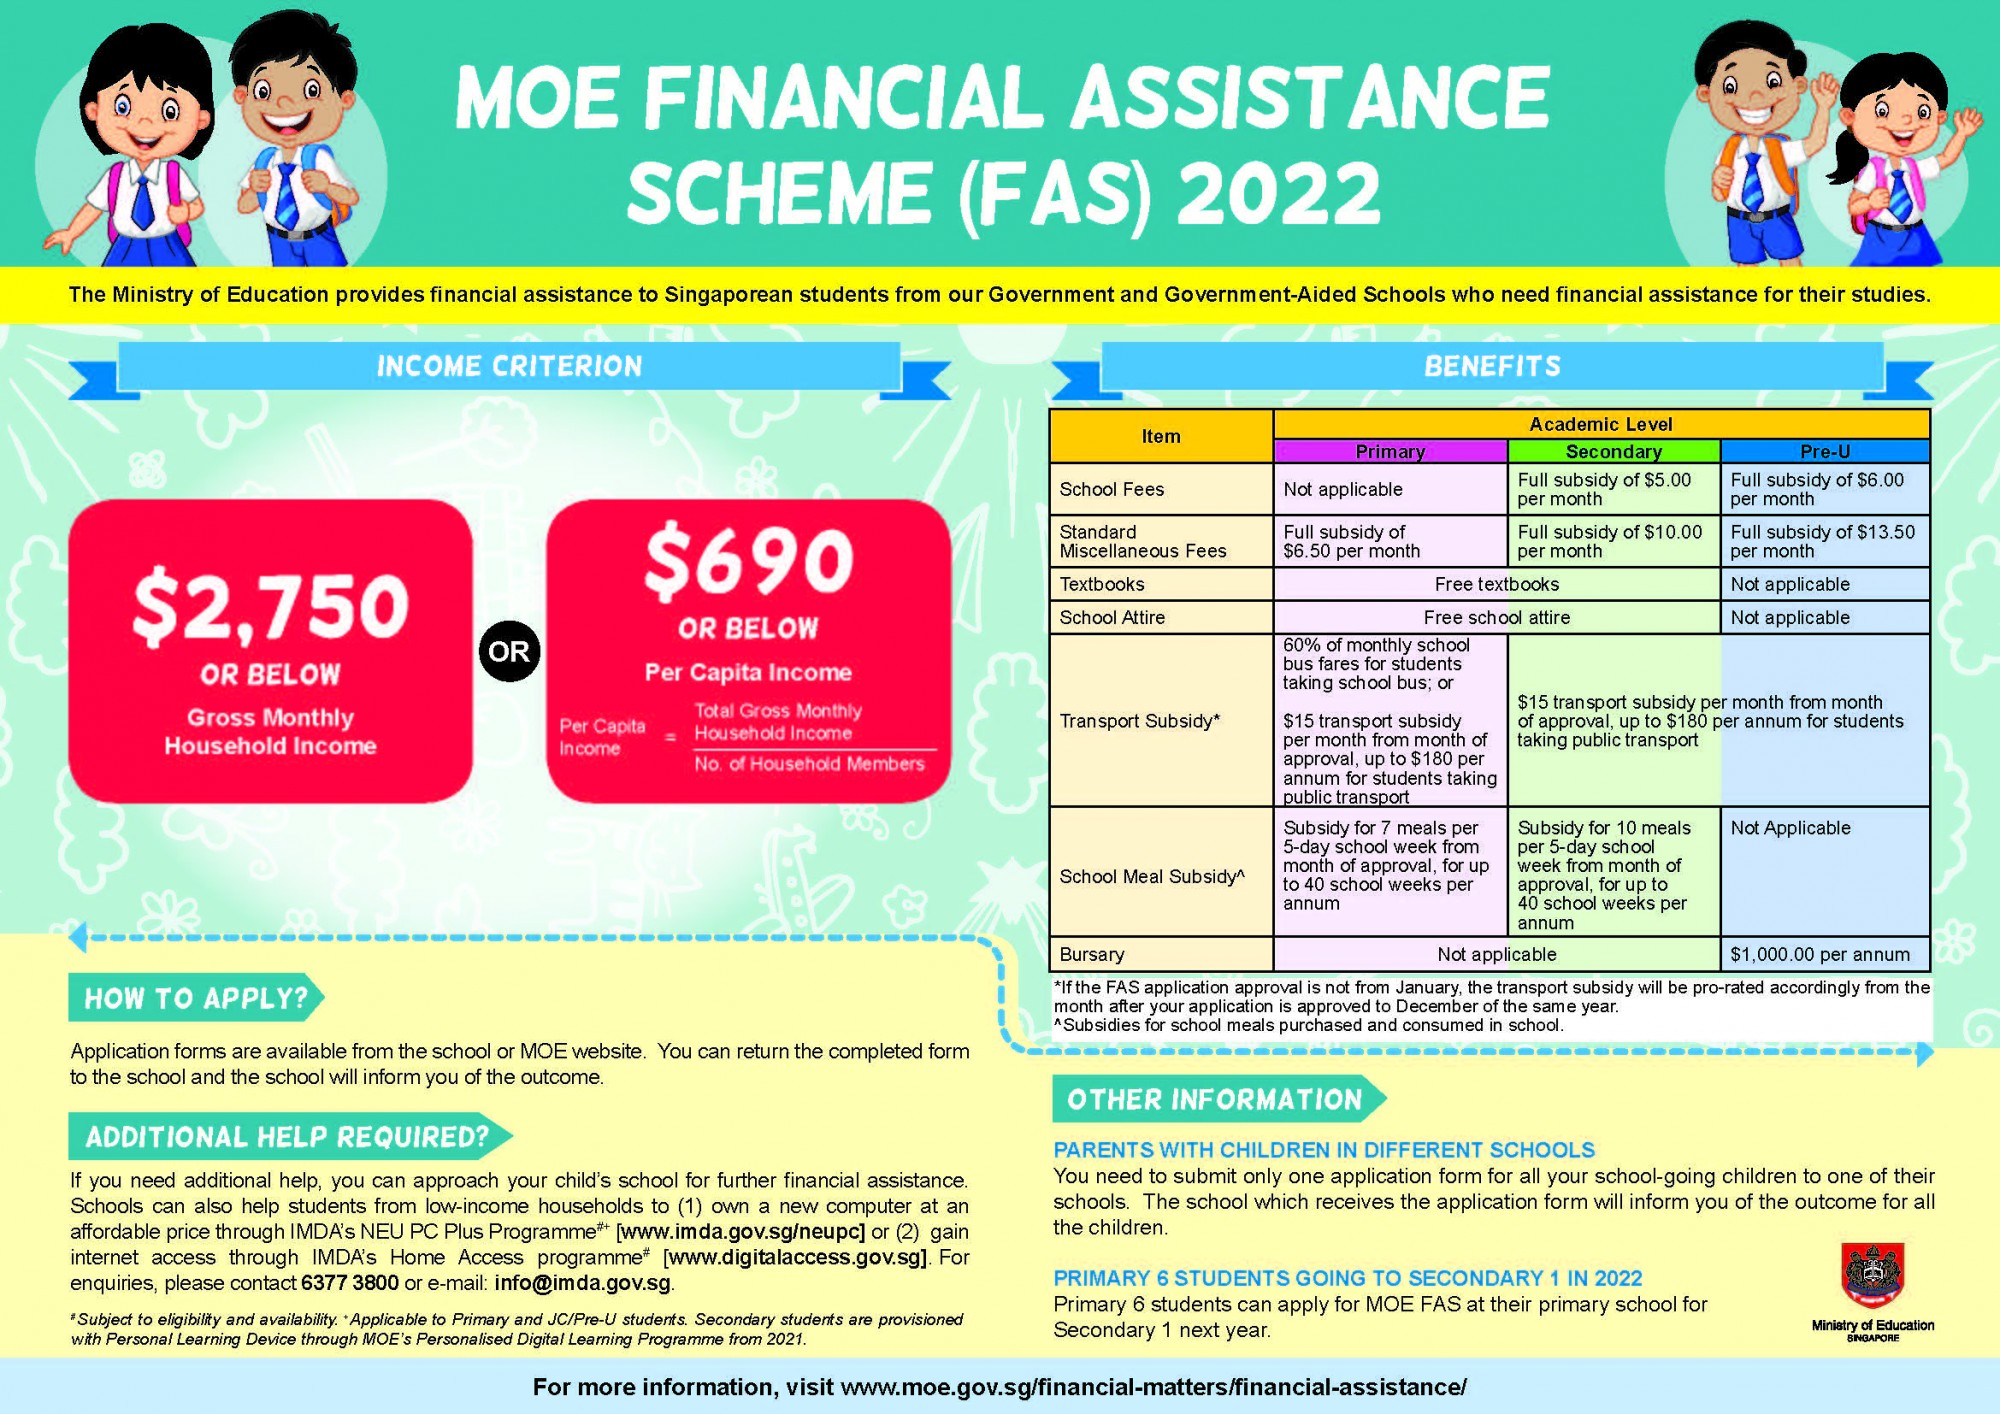 MOE FINANCIAL ASSISTANCE
SCHEME (FAS) 2022
The Ministry of Education provides financial assistance to Singaporean students from our Government and Government-Aided Schools who need financial assistance for their studies.
INCOME CRITERION
$2,750
OR BELOW
Gross Monthly
Household Income
OR
$690
OR BELOW
Per Capita Income
Per Capita
Income
=
Total Gross Monthly
Household Income
No. of Household Members
BENEFITS
Item
Academic Level
Primary
Secondary
Pre-U
School Fees
Not applicable
Full subsidy of $5.00
per month
Full subsidy of $6.00
per month
Standard
Miscellaneous Fees
Full subsidy of
$6.50 per month
Full subsidy of $10.00
per month
Full subsidy of $13.50
per month
Textbooks
Free textbooks
Not applicable
School Attire
Free school attire
Not applicable
Transport Subsidy*
60% of monthly school
bus fares for students
taking school bus; or
$15 transport subsidy
per month from month of
approval, up to $180 per
annum for students taking
public transport
$15 transport subsidy per month from month
of approval, up to $180 per annum for students
taking public transport
School Meal Subsidy^
Subsidy for 7 meals per
5-day school week from
month of approval, for up
to 40 school weeks per
annum
Subsidy for 10 meals
per 5-day school
week from month of
approval, for up to
40 school weeks per
annum
Not Applicable
Bursary
Not applicable
$1,000.00 per annum
*If the FAS application approval is not from January, the transport subsidy will be pro-rated accordingly from the
month after your application is approved to December of the same year.
^Subsidies for school meals purchased and consumed in school.
HOW TO APPLY?
Application forms are available from the school or MOE website. You can return the completed form
to the school and the school will inform you of the outcome.
ADDITIONAL HELP REQUIRED?
If you need additional help, you can approach your child's school for further financial assistance.
Schools can also help students from low-income households to (1) own a new computer at an
affordable price through IMDA's NEU PC Plus Programme#+ [www.imda.gov.sg/neupc] or (2) gain
internet access through IMDA's Home Access programme# [www.digitalaccess.gov.sg]. For
enquiries, please contact 6377 3800 or e-mail: info@imda.gov.sg.
#Subject to eligibility and availability. +Applicable to Primary and JC/Pre-U students. Secondary students are provisioned
with Personal Learning Device through MOE's Personalised Digital Learning Programme from 2021.
OTHER INFORMATION
PARENTS WITH CHILDREN IN DIFFERENT SCHOOLS
You need to submit only one application form for all your school-going children to one of their
schools. The school which receives the application form will inform you of the outcome for all
the children.
PRIMARY 6 STUDENTS GOING TO SECONDARY 1 IN 2022
Primary 6 students can apply for MOE FAS at their primary school for
Secondary 1 next year.
Ministry of Education
SINGAPORE
For more information, visit www.moe.gov.sg/financial-matters/financial-assistance/